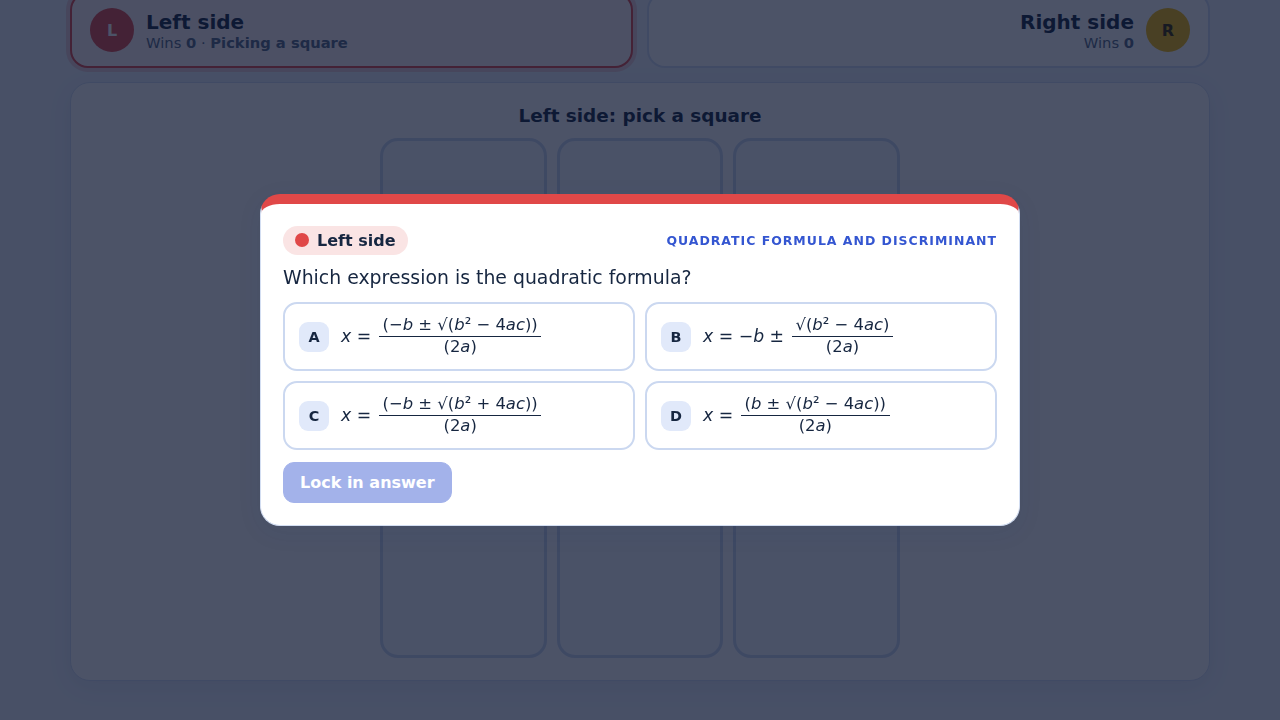 L
Left side
Wins 0 · Picking a square
Right side
Wins 0
R
Left side: pick a square
Left side
QUADRATIC FORMULA AND DISCRIMINANT
Which expression is the quadratic formula?
A x = (−b ± √(b² − 4ac)) / (2a)
B x = −b ± √(b² − 4ac) / (2a)
C x = (−b ± √(b² + 4ac)) / (2a)
D x = (b ± √(b² − 4ac)) / (2a)
Lock in answer